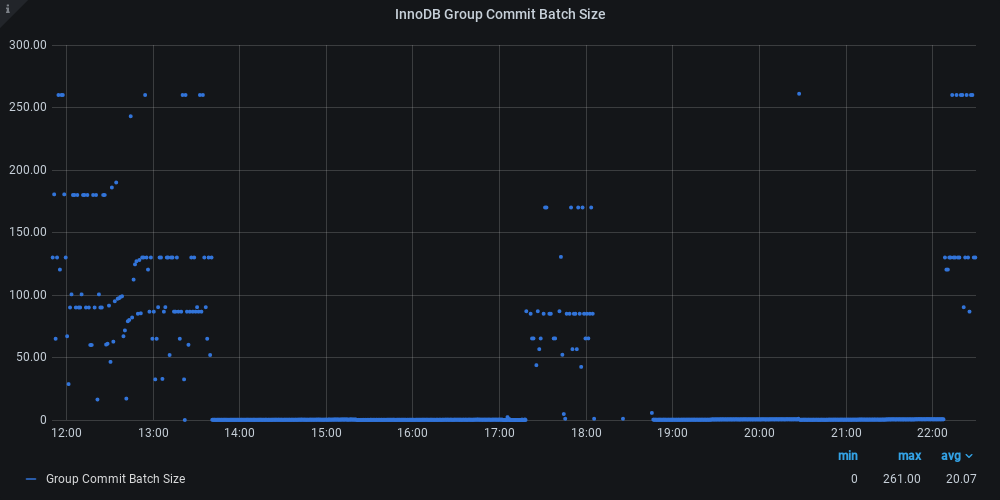 i
InnoDB Group Commit Batch Size
300.00
250.00
200.00
150.00
100.00
50.00
0
12:00 13:00 14:00 15:00 16:00 17:00 18:00 19:00 20:00 21:00 22:00
min max avg
Group Commit Batch Size 0 261.00 20.07